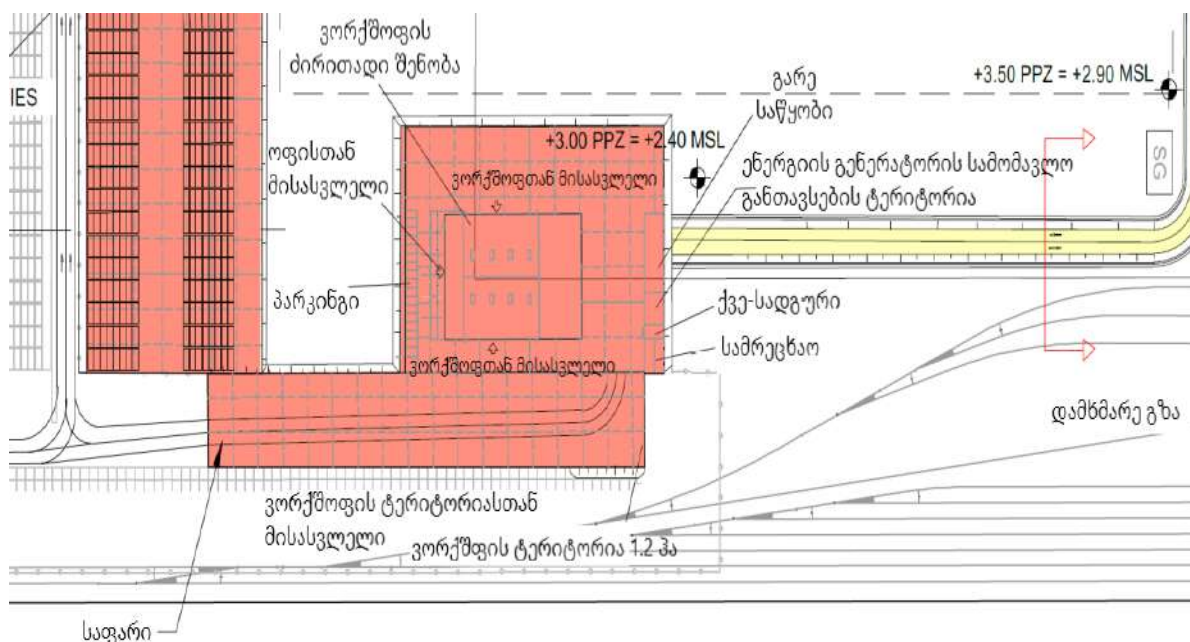 ვორქშოფის
ძირითადი შენობა
გარე
საწყობი
+3.50 PPZ = +2.90 MSL
IES
ოფისთან
მისასვლელი
+3.00 PPZ = +2.40 MSL
ვორქშოფთან მისასვლელი
ენერგიის გენერატორის სამომავლო
განთავსების ტერიტორია
SG
პარკინგი
ქვე-სადგური
სამრეცხაო
ვორქშოფთან მისასვლელი
დამხმარე გზა
ვორქშოფის ტერიტორიასთან
მისასვლელი
ვორქშფის ტერიტორია 1.2 ჰა
საფარი